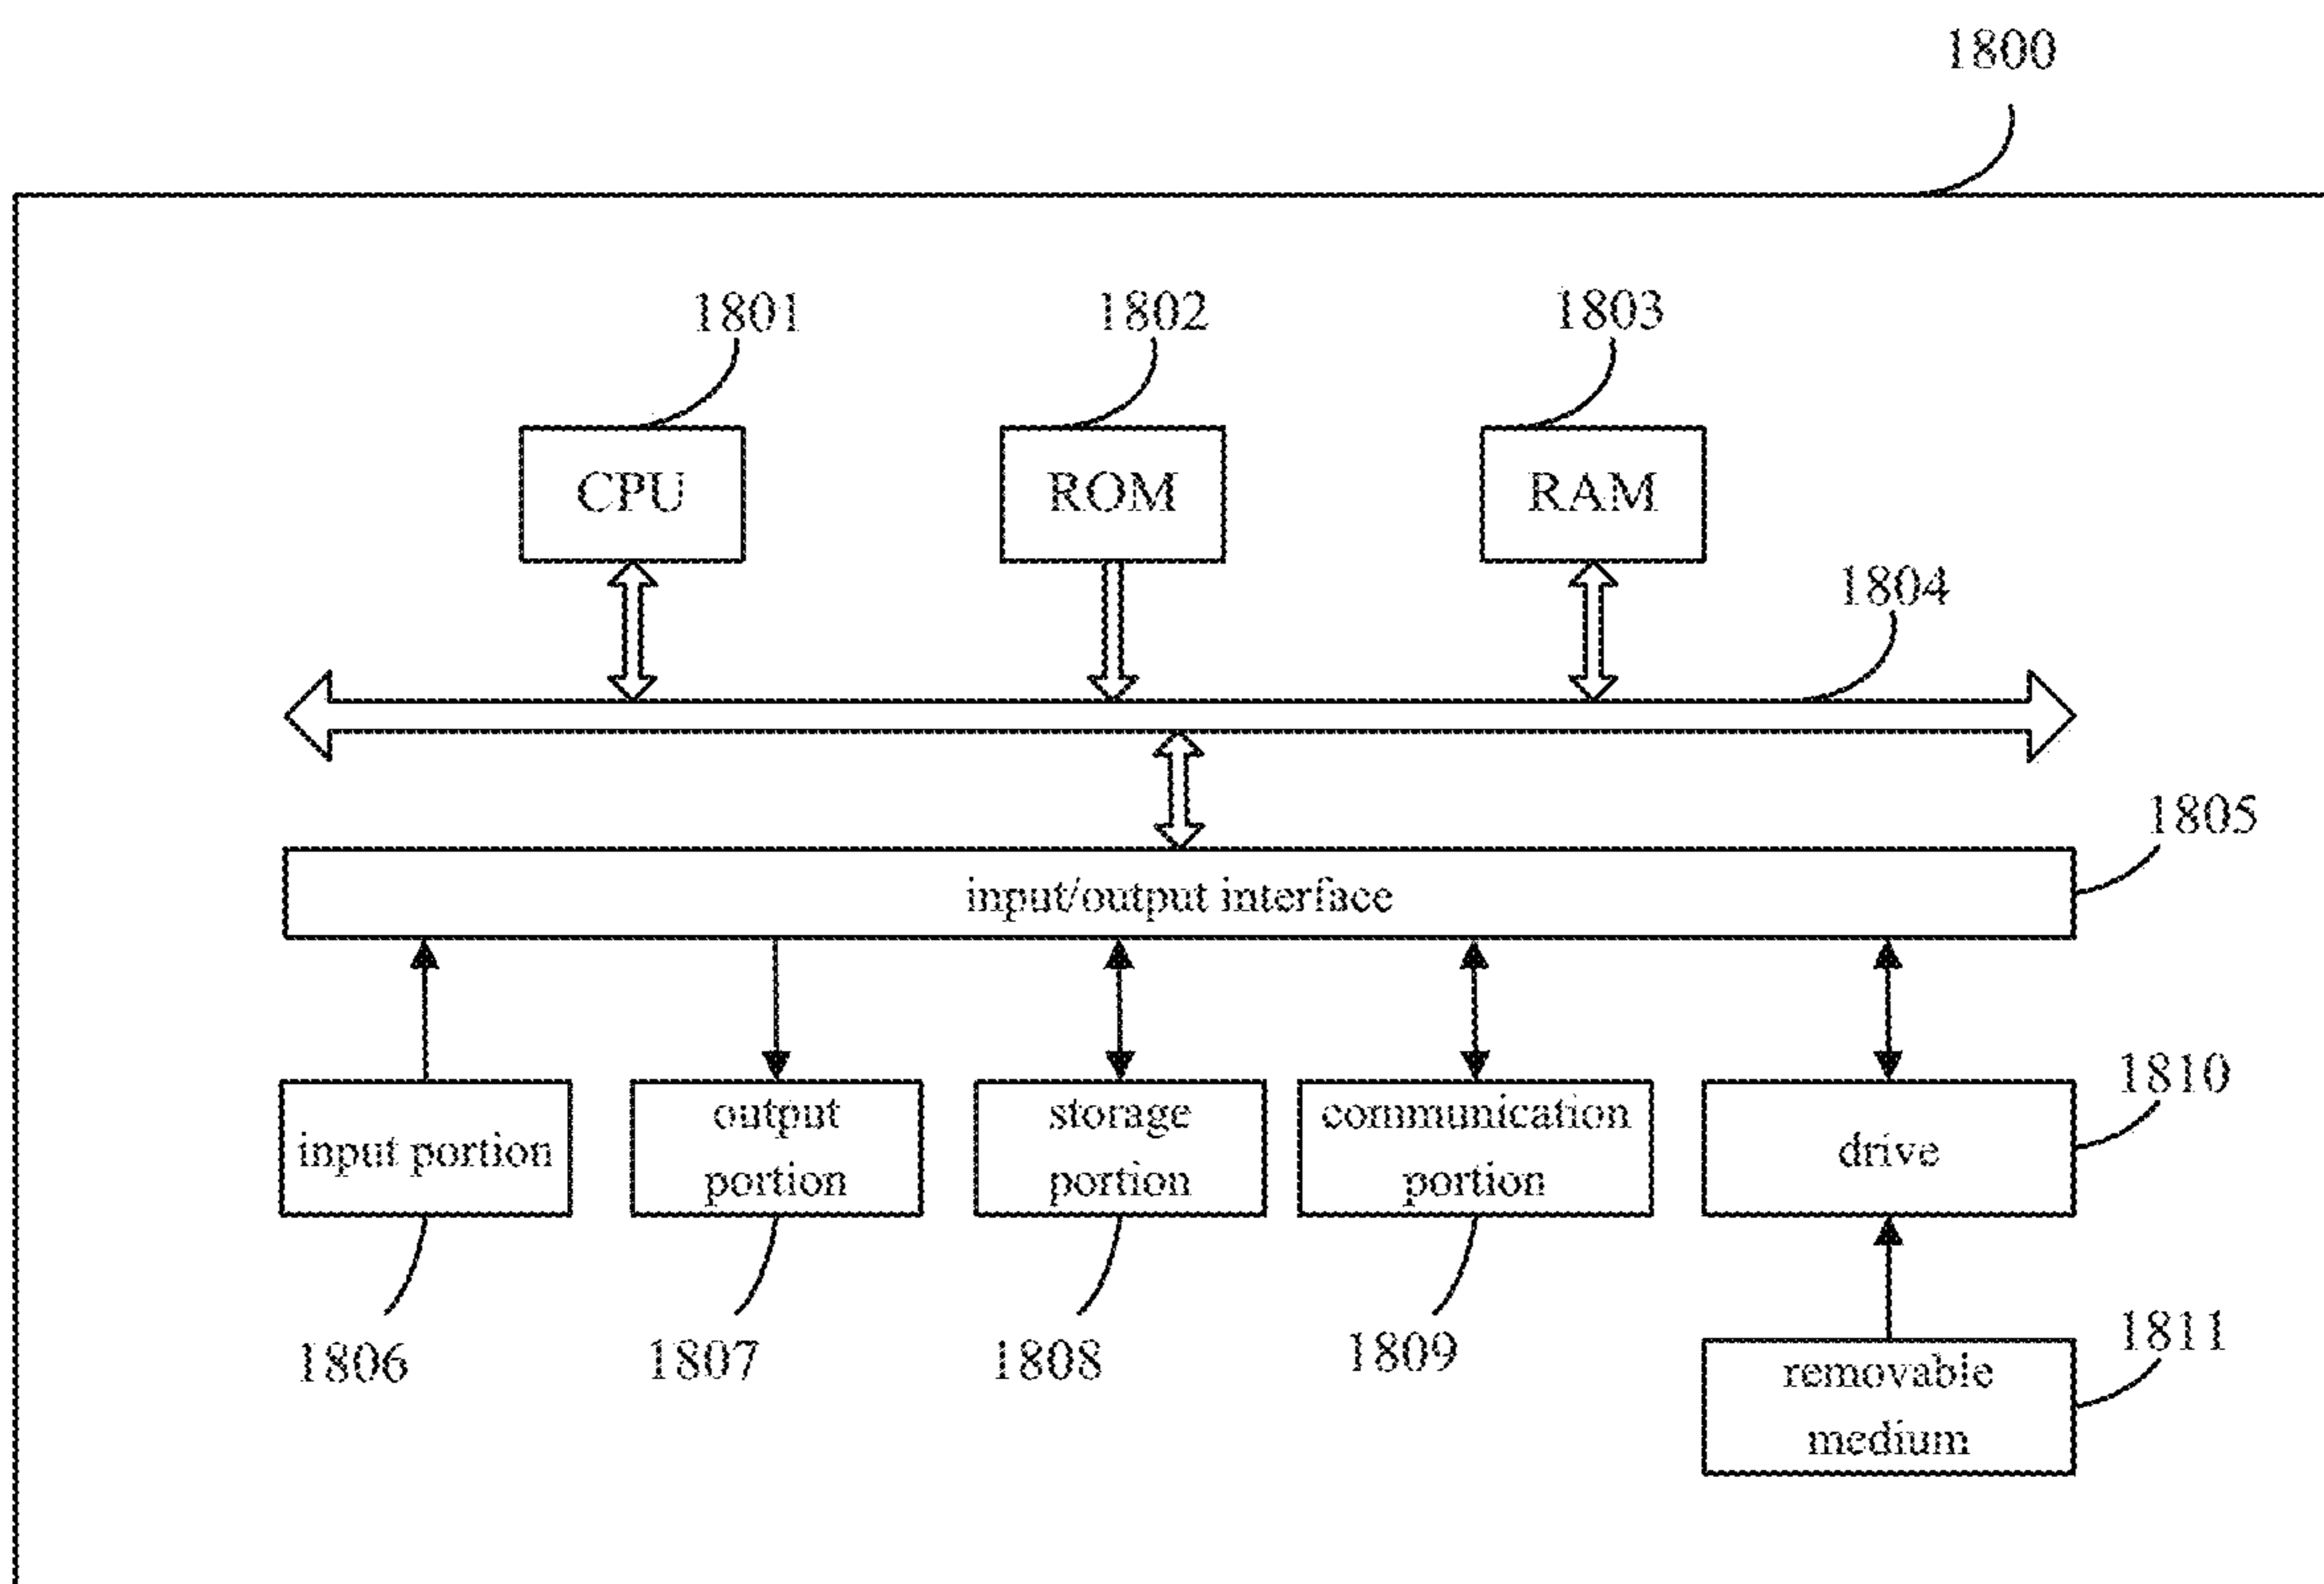 1800
1801
1802
1803
CPU
ROM
RAM
1804
1805
input/output interface
1810
input portion
output
portion
storage
portion
communication
portion
drive
1806
1807
1808
1809
1811
removable
medium